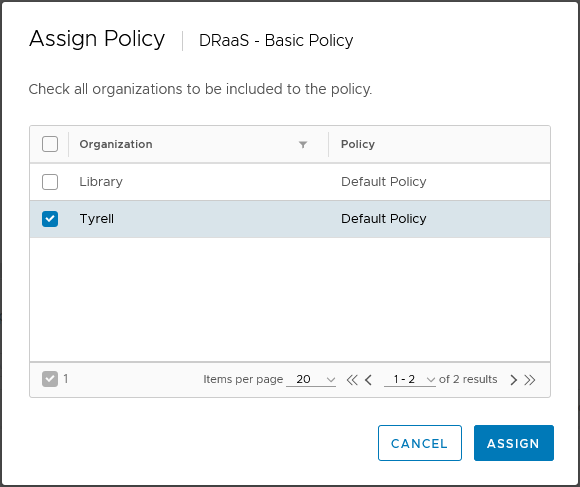 Assign Policy | DRaaS - Basic Policy
Check all organizations to be included to the policy.
Organization Policy
Library Default Policy
Tyrell Default Policy
1 Items per page 20 1 - 2 of 2 results
CANCEL ASSIGN